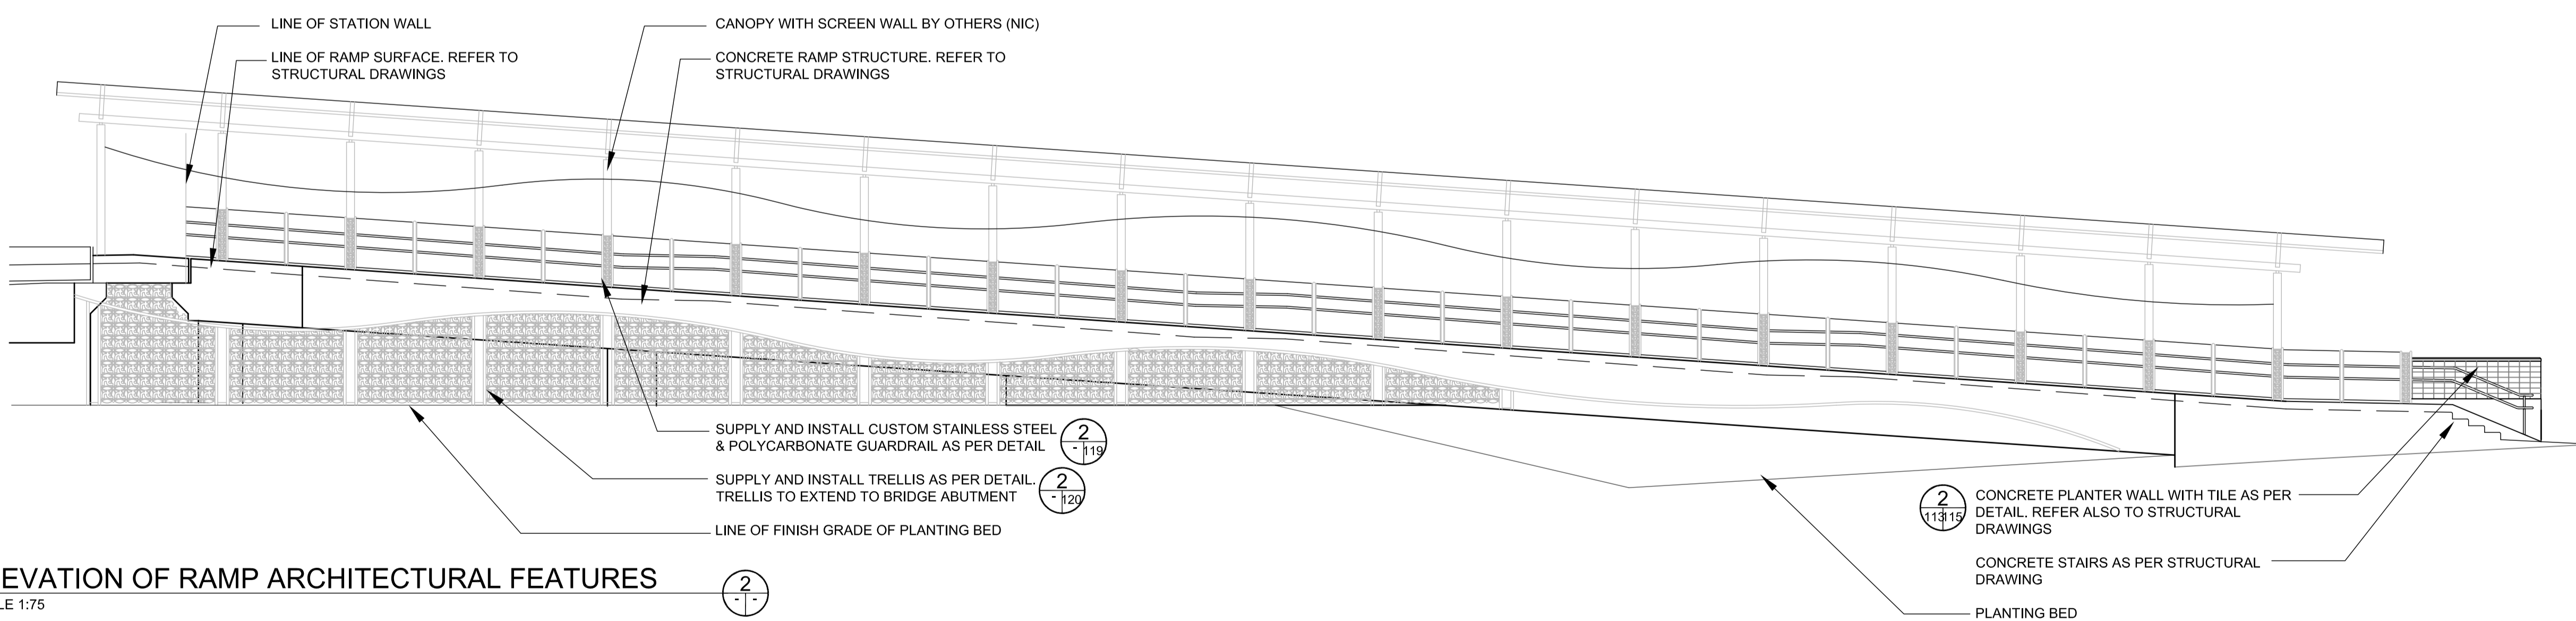 LINE OF STATION WALL
LINE OF RAMP SURFACE. REFER TO
STRUCTURAL DRAWINGS
CANOPY WITH SCREEN WALL BY OTHERS (NIC)
CONCRETE RAMP STRUCTURE. REFER TO
STRUCTURAL DRAWINGS
SUPPLY AND INSTALL CUSTOM STAINLESS STEEL
& POLYCARBONATE GUARDRAIL AS PER DETAIL
2
- 119
SUPPLY AND INSTALL TRELLIS AS PER DETAIL.
TRELLIS TO EXTEND TO BRIDGE ABUTMENT
2
- 120
LINE OF FINISH GRADE OF PLANTING BED
2
113 115
CONCRETE PLANTER WALL WITH TILE AS PER
DETAIL. REFER ALSO TO STRUCTURAL
DRAWINGS
CONCRETE STAIRS AS PER STRUCTURAL
DRAWING
PLANTING BED
EVATION OF RAMP ARCHITECTURAL FEATURES
2
- -
LE 1:75